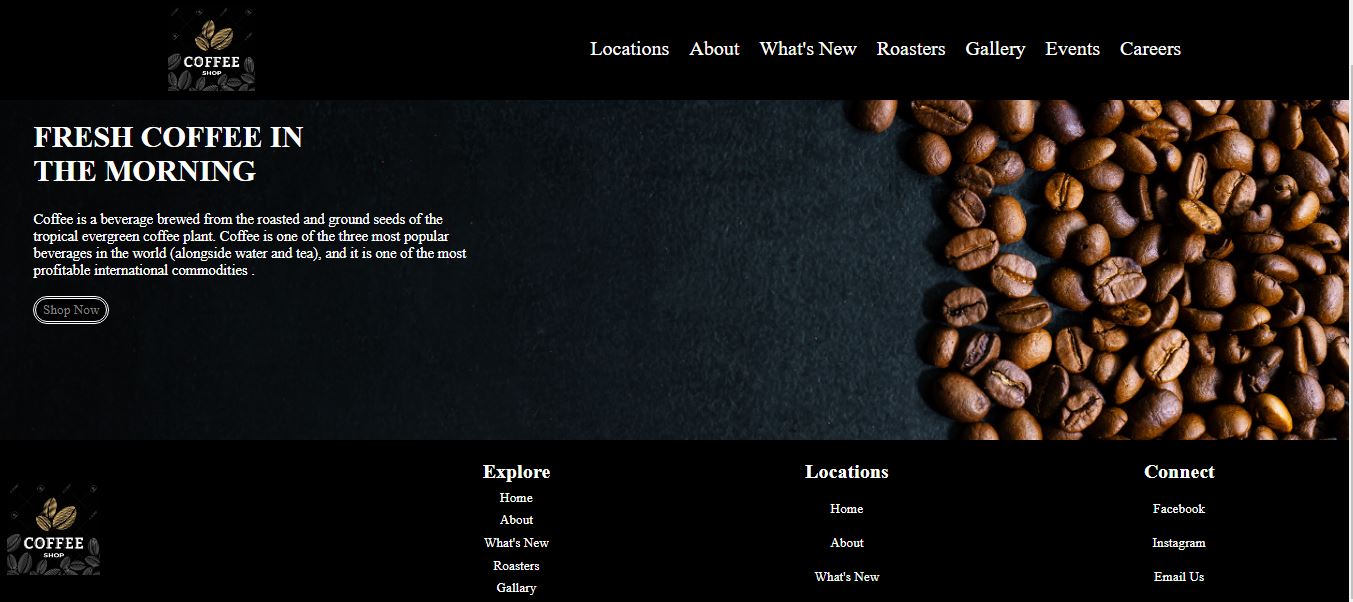 COFFEE
SHOP
Locations About What's New Roasters Gallery Events Careers
FRESH COFFEE IN
THE MORNING
Coffee is a beverage brewed from the roasted and ground seeds of the
tropical evergreen coffee plant. Coffee is one of the three most popular
beverages in the world (alongside water and tea), and it is one of the most
profitable international commodities .
Shop Now
COFFEE
SHOP
Explore
Home
About
What's New
Roasters
Gallary
Locations
Home
About
What's New
Connect
Facebook
Instagram
Email Us